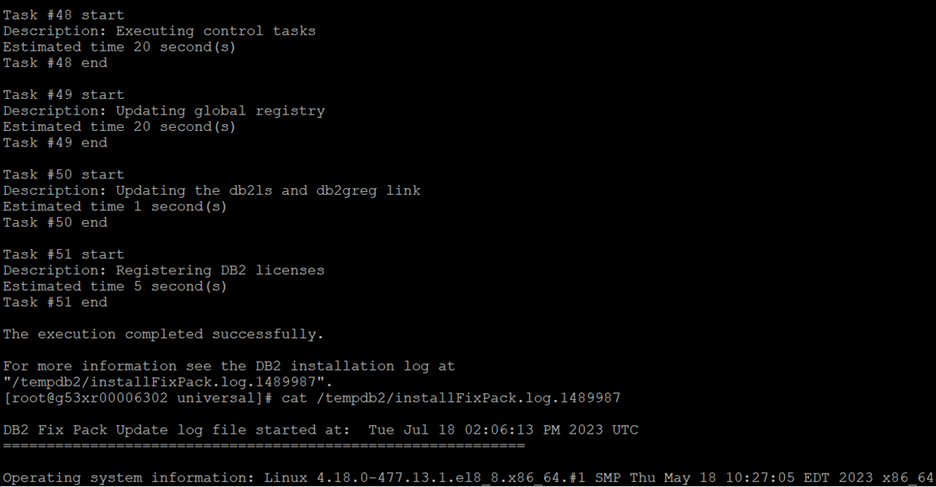 Task #48 start
Description: Executing control tasks
Estimated time 20 second(s)
Task #48 end
Task #49 start
Description: Updating global registry
Estimated time 20 second(s)
Task #49 end
Task #50 start
Description: Updating the db2ls and db2greg link
Estimated time 1 second(s)
Task #50 end
Task #51 start
Description: Registering DB2 licenses
Estimated time 5 second(s)
Task #51 end
The execution completed successfully.
For more information see the DB2 installation log at
"/tempdb2/installFixPack.log.1489987".
[root@g53xr00006302 universal]# cat /tempdb2/installFixPack.log.1489987
DB2 Fix Pack Update log file started at:  Tue Jul 18 02:06:13 PM 2023 UTC
============================================================
Operating system information: Linux 4.18.0-477.13.1.el8_8.x86_64.#1 SMP Thu May 18 10:27:05 EDT 2023 x86_64